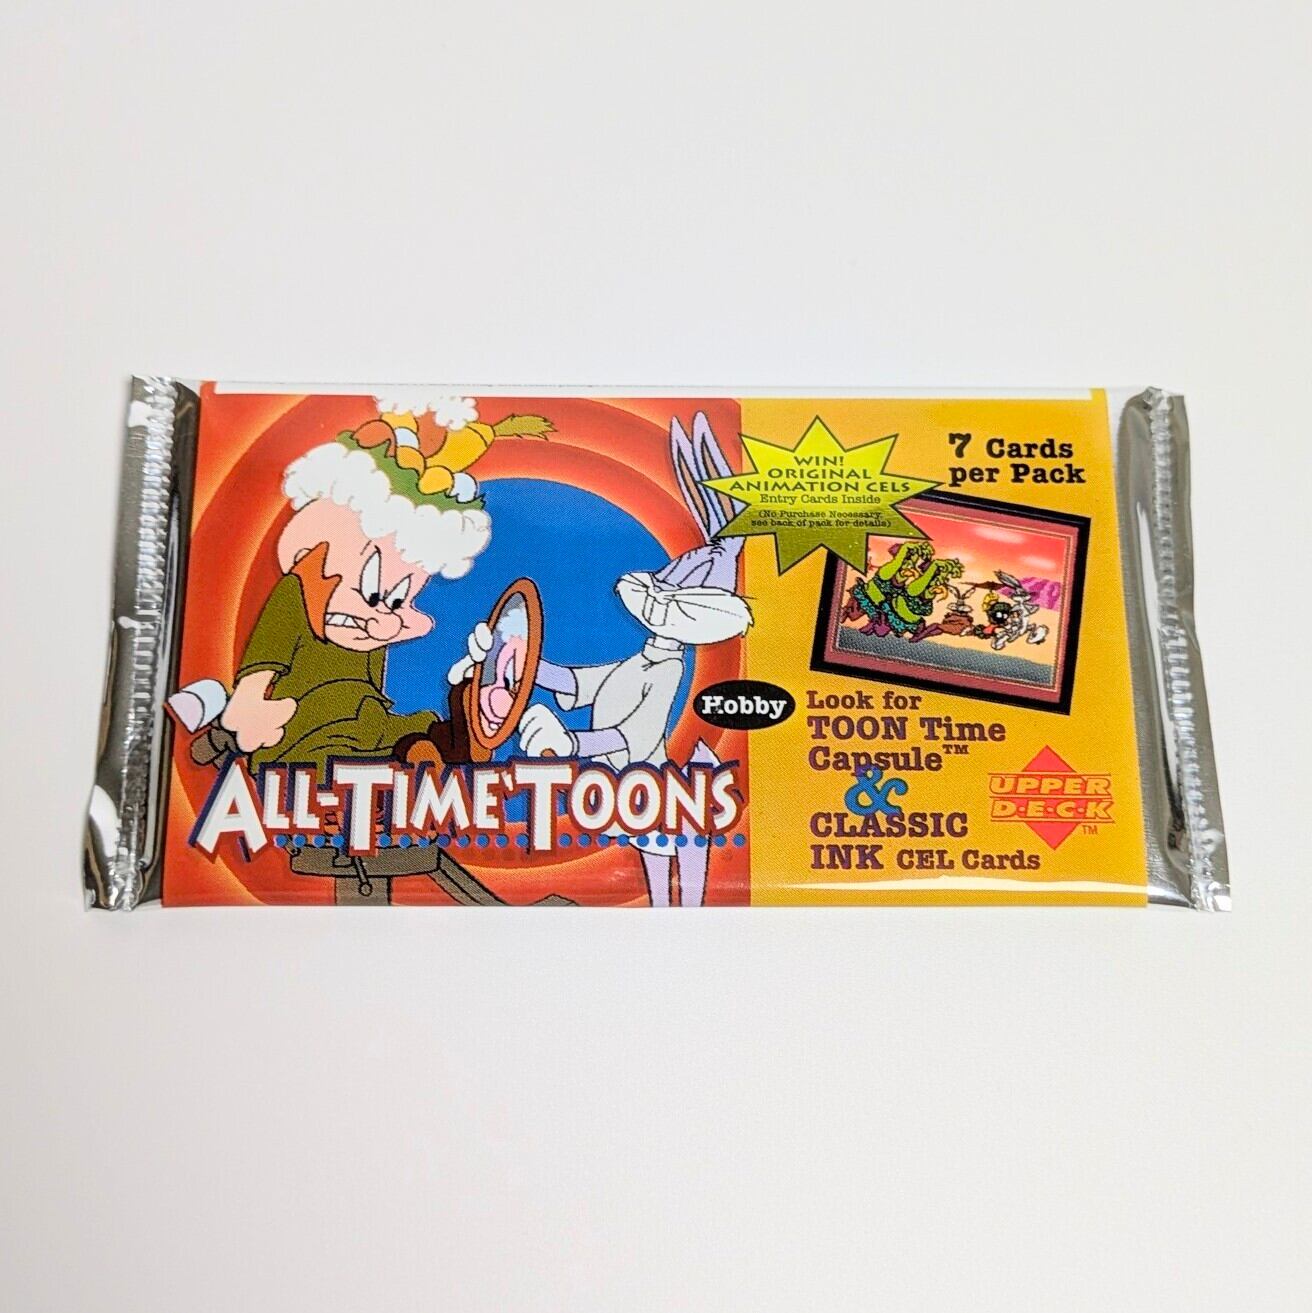 WIN!
ORIGINAL
ANIMATION CELS
Entry Cards Inside
(No Purchase Necessary,
see back of pack for details)
7 Cards
per Pack
Hobby
Look for
TOON Time
Capsule™
&
CLASSIC
INK CEL Cards
UPPER
D·E·C·K
TM
ALL-TIME TOONS